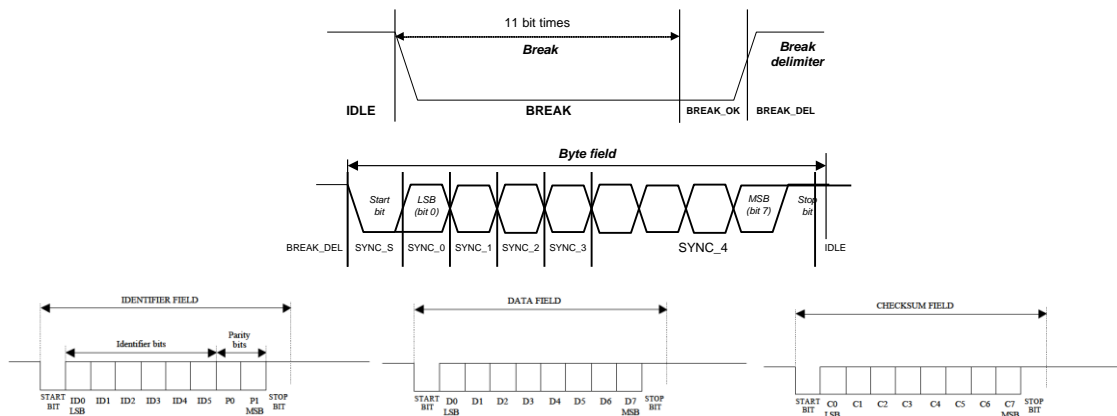 11 bit times
Break
Break
delimiter
IDLE
BREAK
BREAK_OK
BREAK_DEL
Byte field
Start
bit
LSB
(bit 0)
MSB
(bit 7)
Stop
bit
BREAK_DEL
SYNC_S
SYNC_0
SYNC_1
SYNC_2
SYNC_3
SYNC_4
IDLE
IDENTIFIER FIELD
Identifier bits
Parity
bits
START
BIT
ID0
LSB
ID1
ID2
ID3
ID4
ID5
P0
P1
MSB
STOP
BIT
DATA FIELD
START
BIT
D0
LSB
D1
D2
D3
D4
D5
D6
D7
MSB
STOP
BIT
CHECKSUM FIELD
START
BIT
C0
LSB
C1
C2
C3
C4
C5
C6
C7
MSB
STOP
BIT